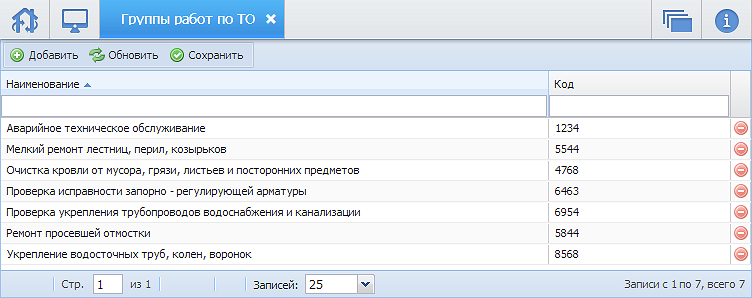 Группы работ по ТО
Добавить Обновить Сохранить
Наименование Код
Аварийное техническое обслуживание 1234
Мелкий ремонт лестниц, перил, козырьков 5544
Очистка кровли от мусора, грязи, листьев и посторонних предметов 4768
Проверка исправности запорно - регулирующей арматуры 6463
Проверка укрепления трубопроводов водоснабжения и канализации 6954
Ремонт просевшей отмостки 5844
Укрепление водосточных труб, колен, воронок 8568
Стр. 1 из 1 Записей: 25 Записи с 1 по 7, всего 7